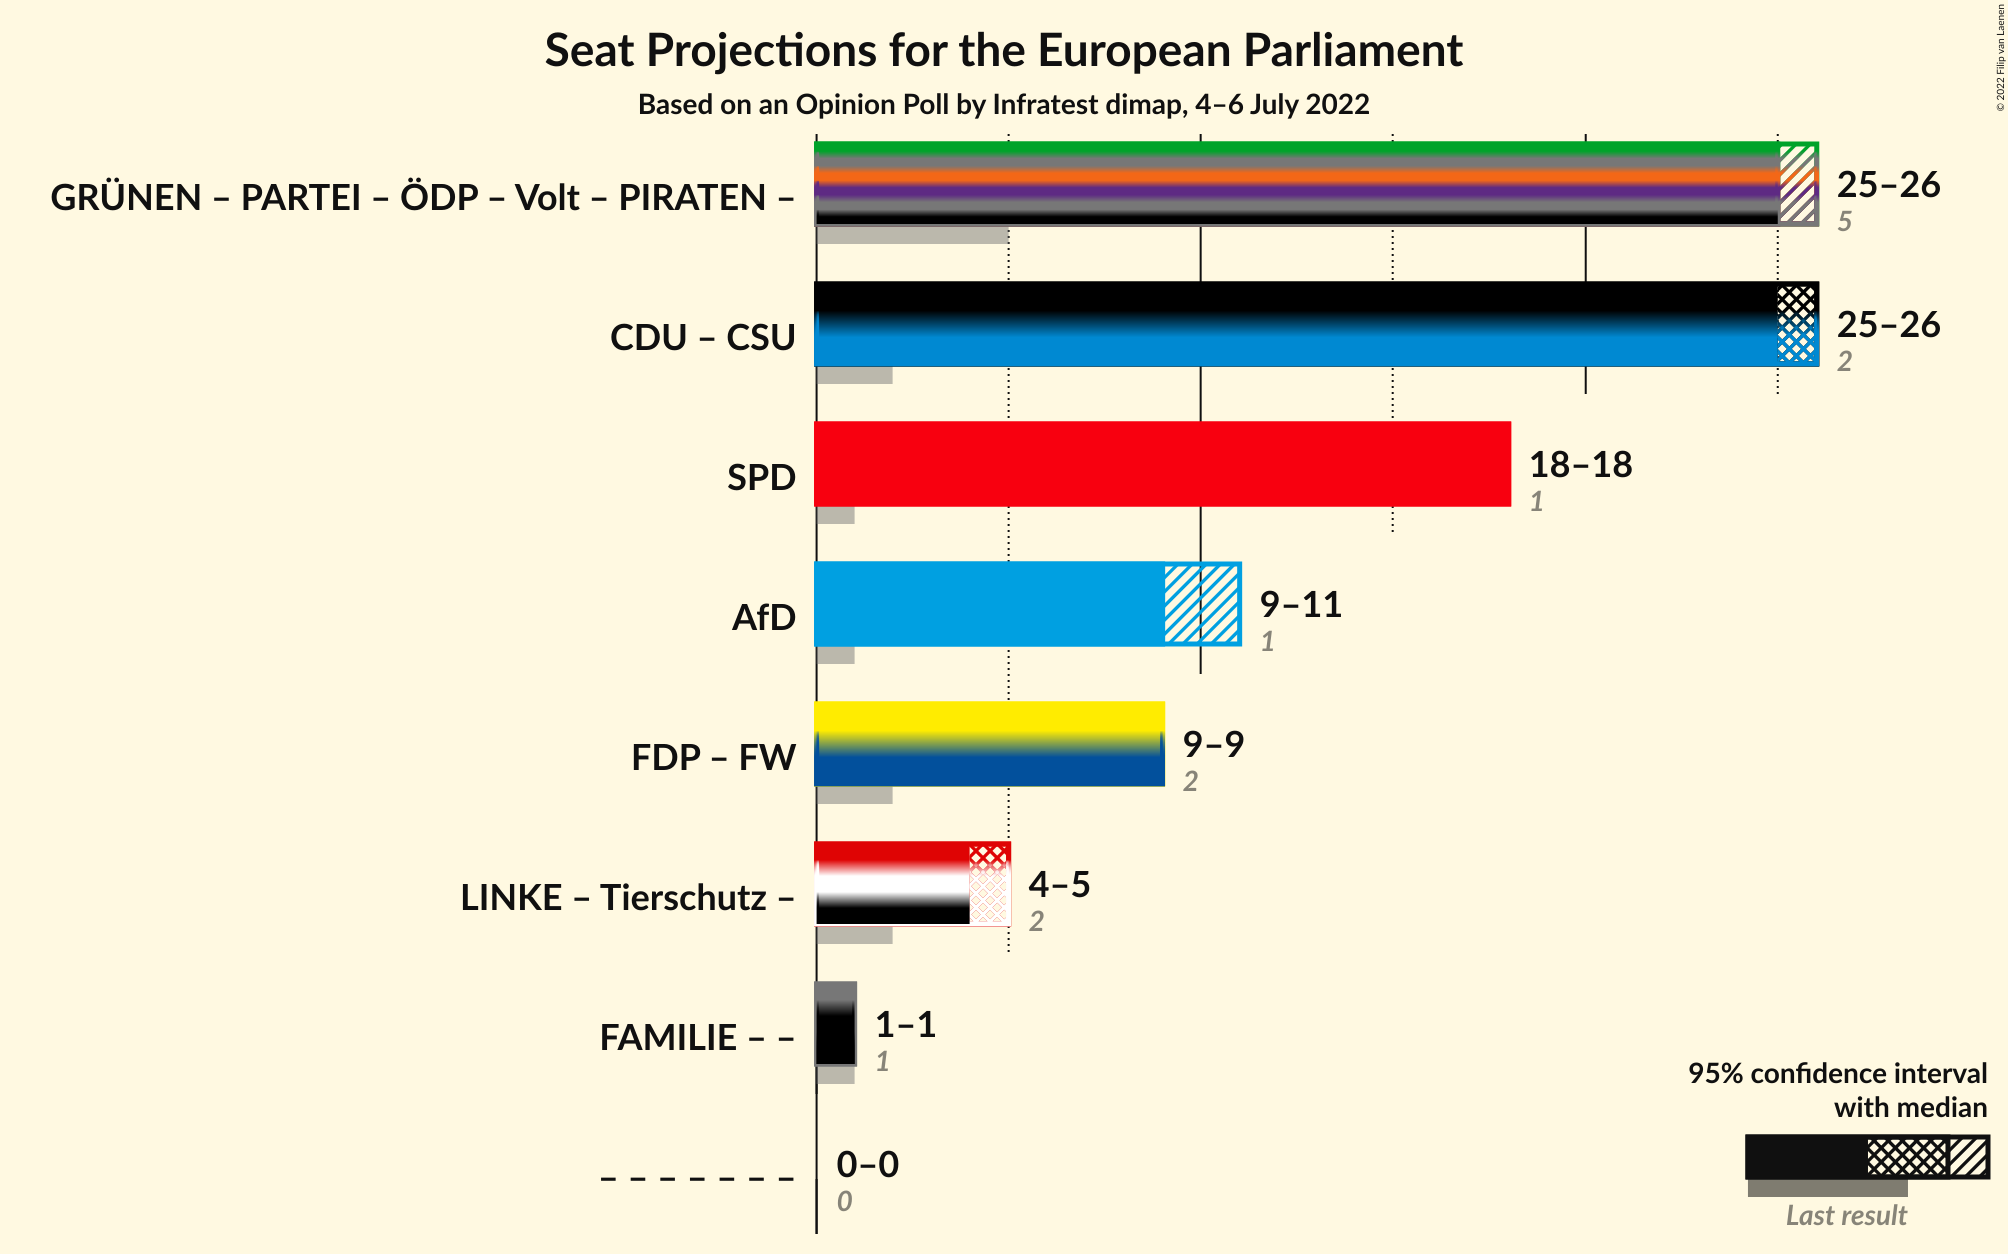 Seat Projections for the European Parliament
Based on an Opinion Poll by Infratest dimap, 4–6 July 2022
© 2022 Filip van Laenen
GRÜNEN – PARTEI – ÖDP – Volt – PIRATEN –
25–26
5
CDU – CSU
25–26
2
SPD
18–18
1
AfD
9–11
1
FDP – FW
9–9
2
LINKE – Tierschutz –
4–5
2
FAMILIE – –
1–1
1
– – – – – – –
0–0
0
95% confidence interval
with median
Last result